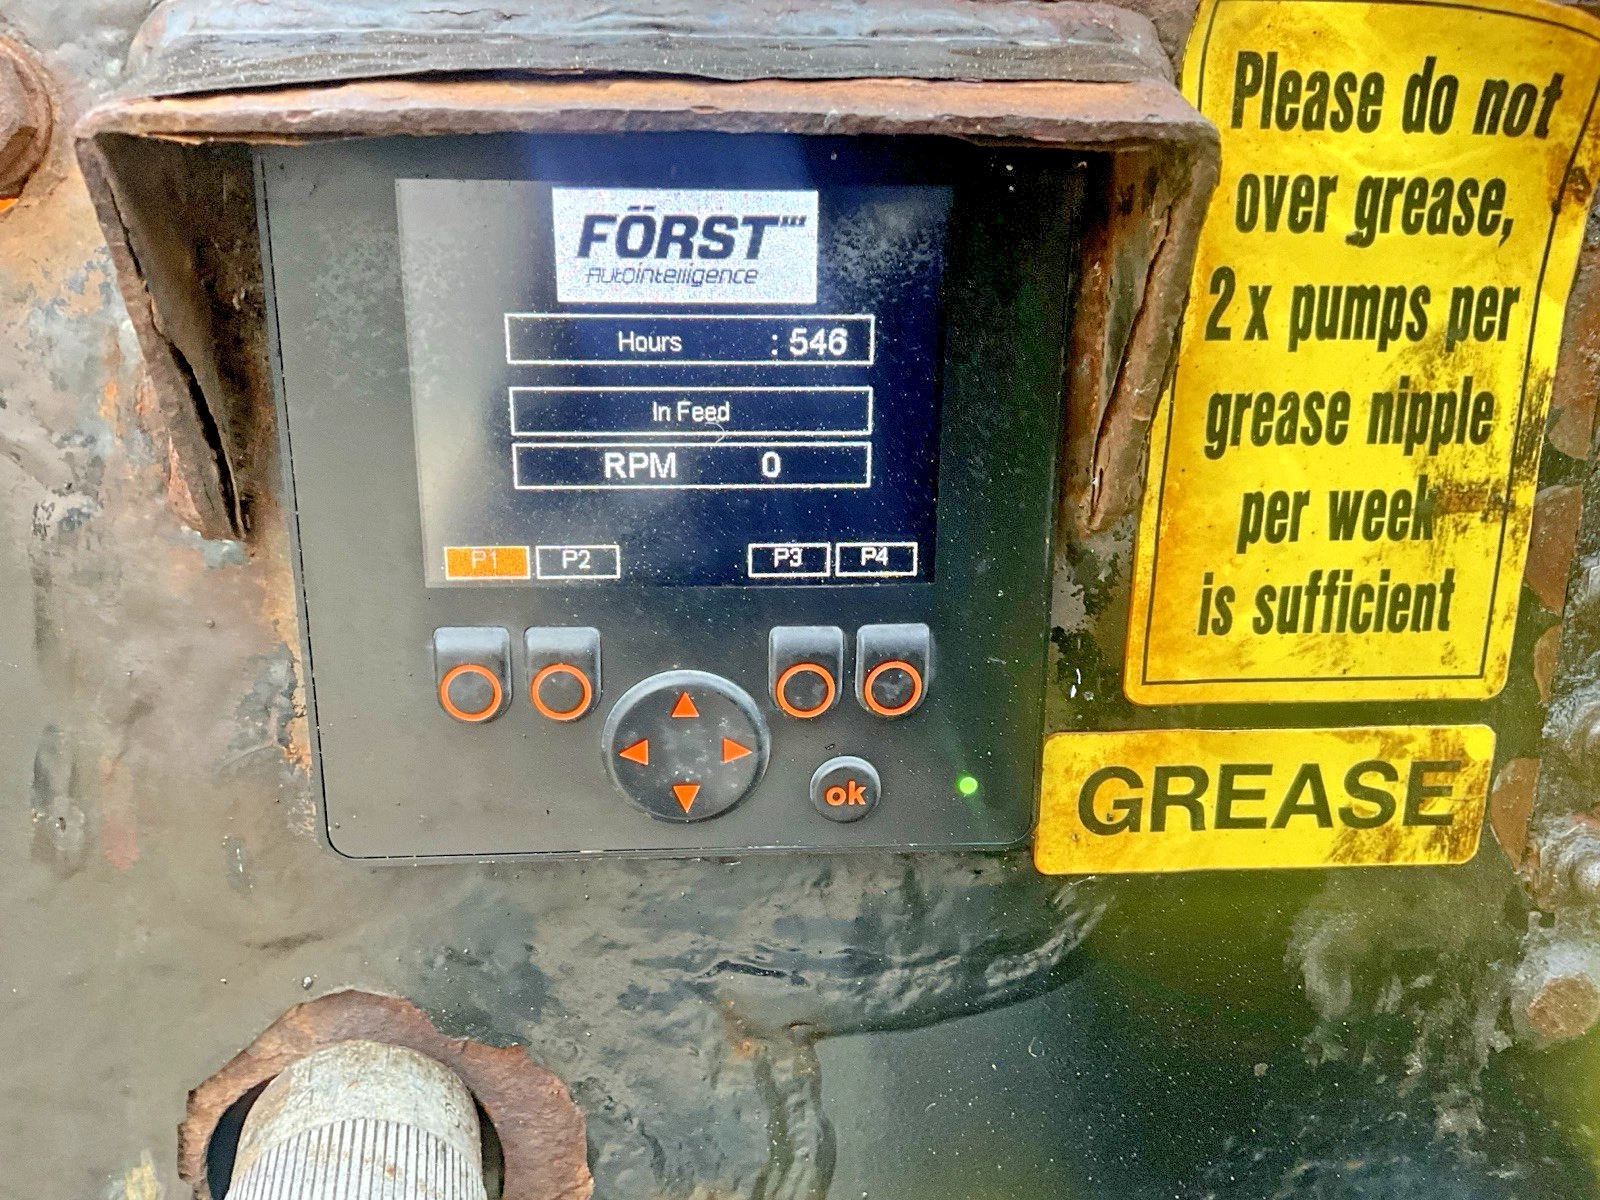 FÖRST
AutoIntelligence
Hours : 546
In Feed
RPM 0
P1 P2 P3 P4
ok
Please do not
over grease,
2 x pumps per
grease nipple
per week
is sufficient
GREASE